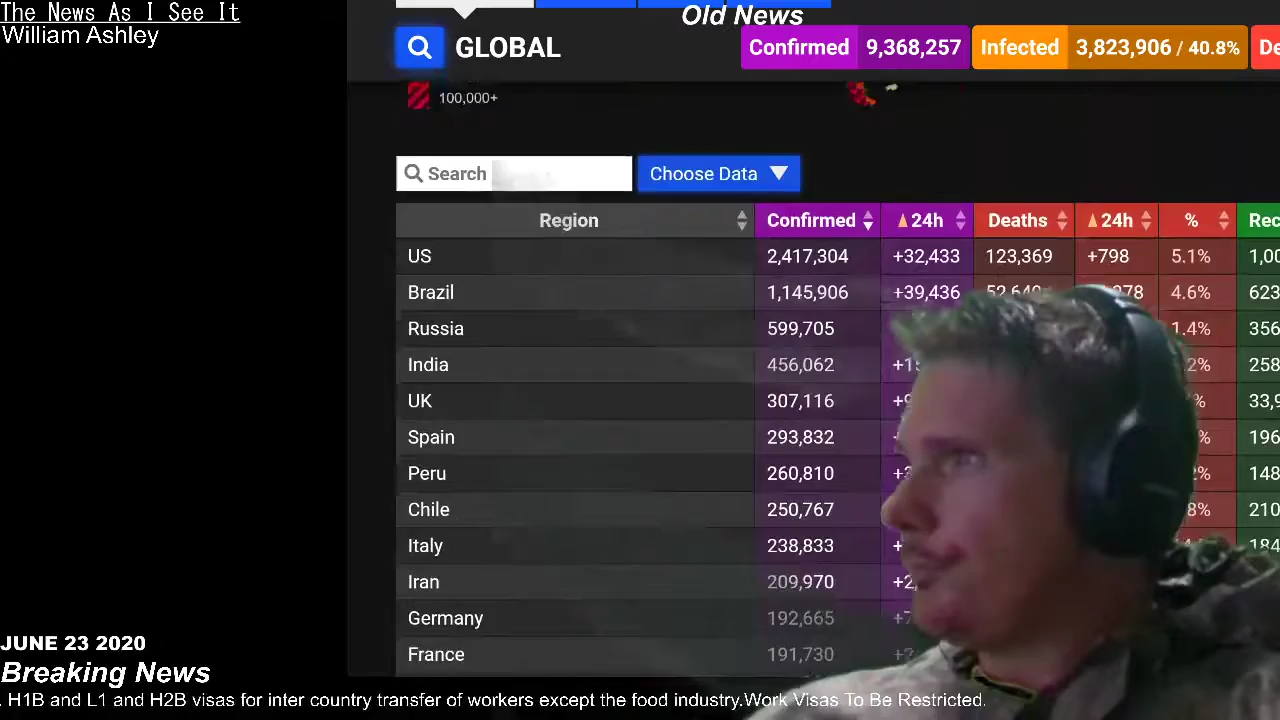 The News As I See It
William Ashley
Old News
GLOBAL
Confirmed 9,368,257 Infected 3,823,906 / 40.8%
100,000+
Search Choose Data
Region Confirmed 24h Deaths 24h %
US 2,417,304 +32,433 123,369 +798 5.1%
Brazil 1,145,906 +39,436 4.6%
Russia 599,705 1.4%
India 456,062
UK 307,116
Spain 293,832
Peru 260,810
Chile 250,767
Italy 238,833
Iran 209,970
Germany 192,665
France 191,730
JUNE 23 2020
Breaking News
. H1B and L1 and H2B visas for inter country transfer of workers except the food industry.Work Visas To Be Restricted.